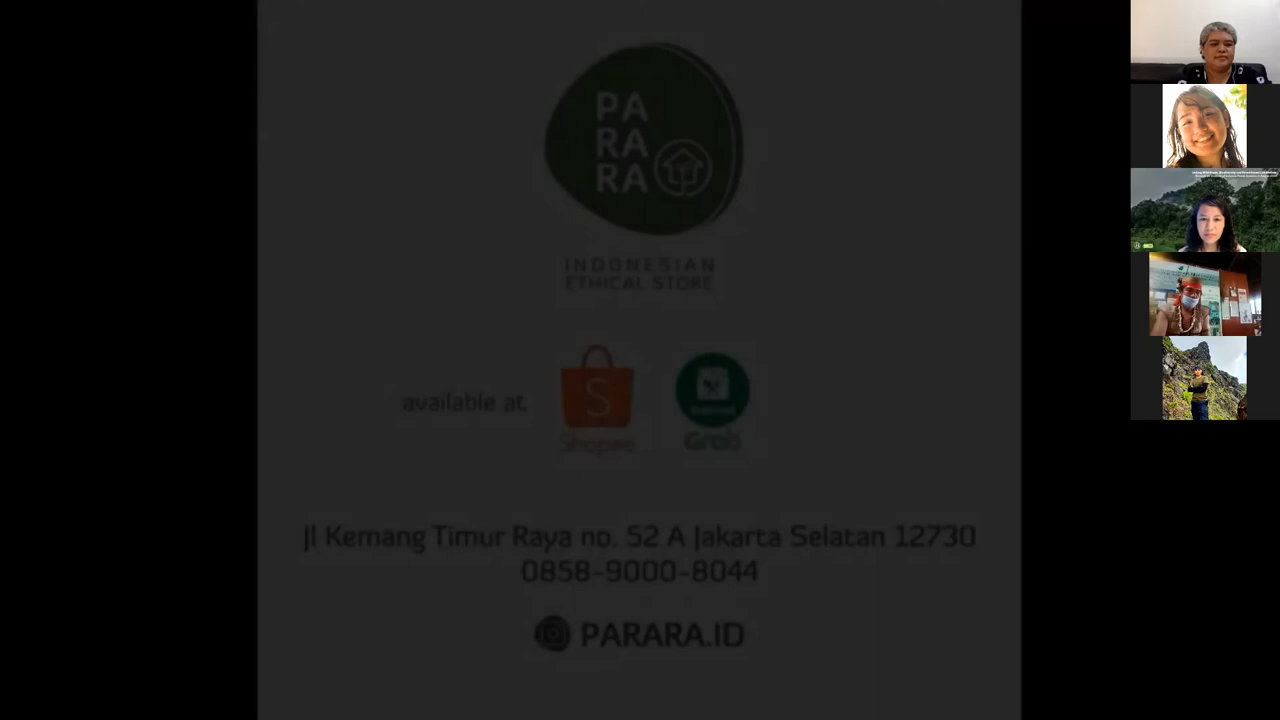 PA
RA
RA
INDONESIAN
ETHICAL STORE
available at
S
Shopee
Grab
Jl Kemang Timur Raya no. 52 A Jakarta Selatan 12730
0858-9000-8044
PARARA.ID